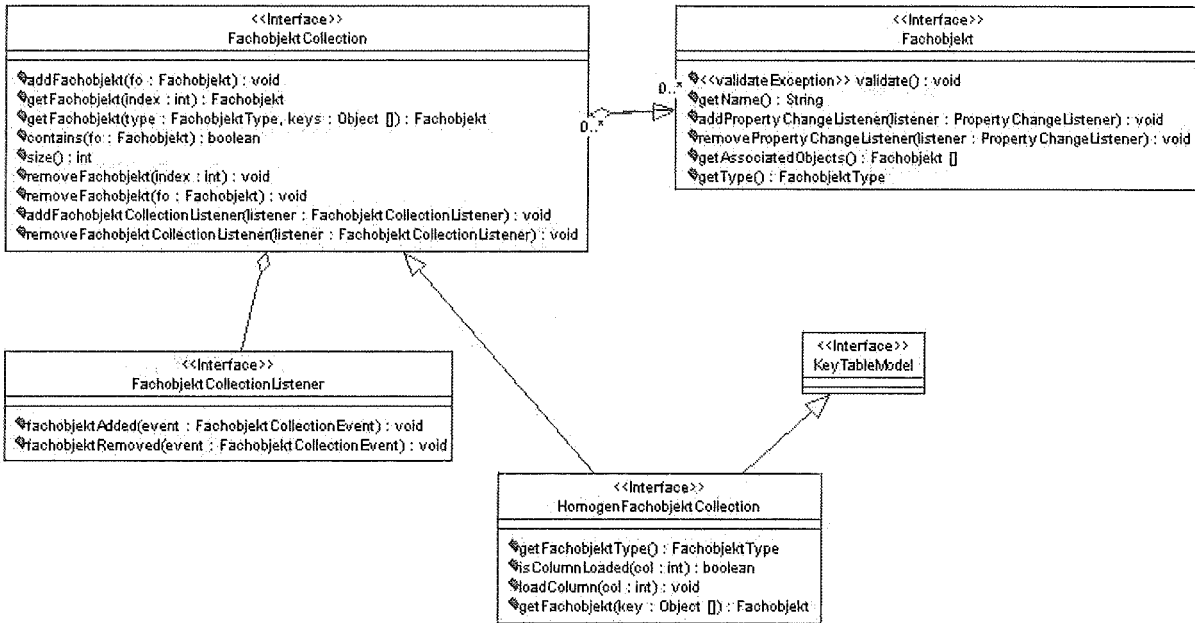 <<Interface>>
Fachobjekt Collection
addFachobjekt(fo : Fachobjekt) : void
getFachobjekt(index : int) : Fachobjekt
getFachobjekt(type : FachobjektType, keys : Object []) : Fachobjekt
contains(fo : Fachobjekt) : boolean
size() : int
removeFachobjekt(index : int) : void
removeFachobjekt(fo : Fachobjekt) : void
addFachobjektCollectionListener(listener : FachobjektCollectionListener) : void
removeFachobjektCollectionListener(listener : FachobjektCollectionListener) : void
0..*
0..*
<<Interface>>
Fachobjekt
<<validateException>> validate() : void
getName() : String
addPropertyChangeListener(listener : PropertyChangeListener) : void
removePropertyChangeListener(listener : PropertyChangeListener) : void
getAssociatedObjects() : Fachobjekt []
getType() : FachobjektType
<<Interface>>
FachobjektCollectionListener
fachobjektAdded(event : FachobjektCollectionEvent) : void
fachobjektRemoved(event : FachobjektCollectionEvent) : void
<<Interface>>
KeyTableModel
<<Interface>>
HomogenFachobjektCollection
getFachobjektType() : FachobjektType
isColumnLoaded(col : int) : boolean
loadColumn(col : int) : void
getFachobjekt(key : Object []) : Fachobjekt